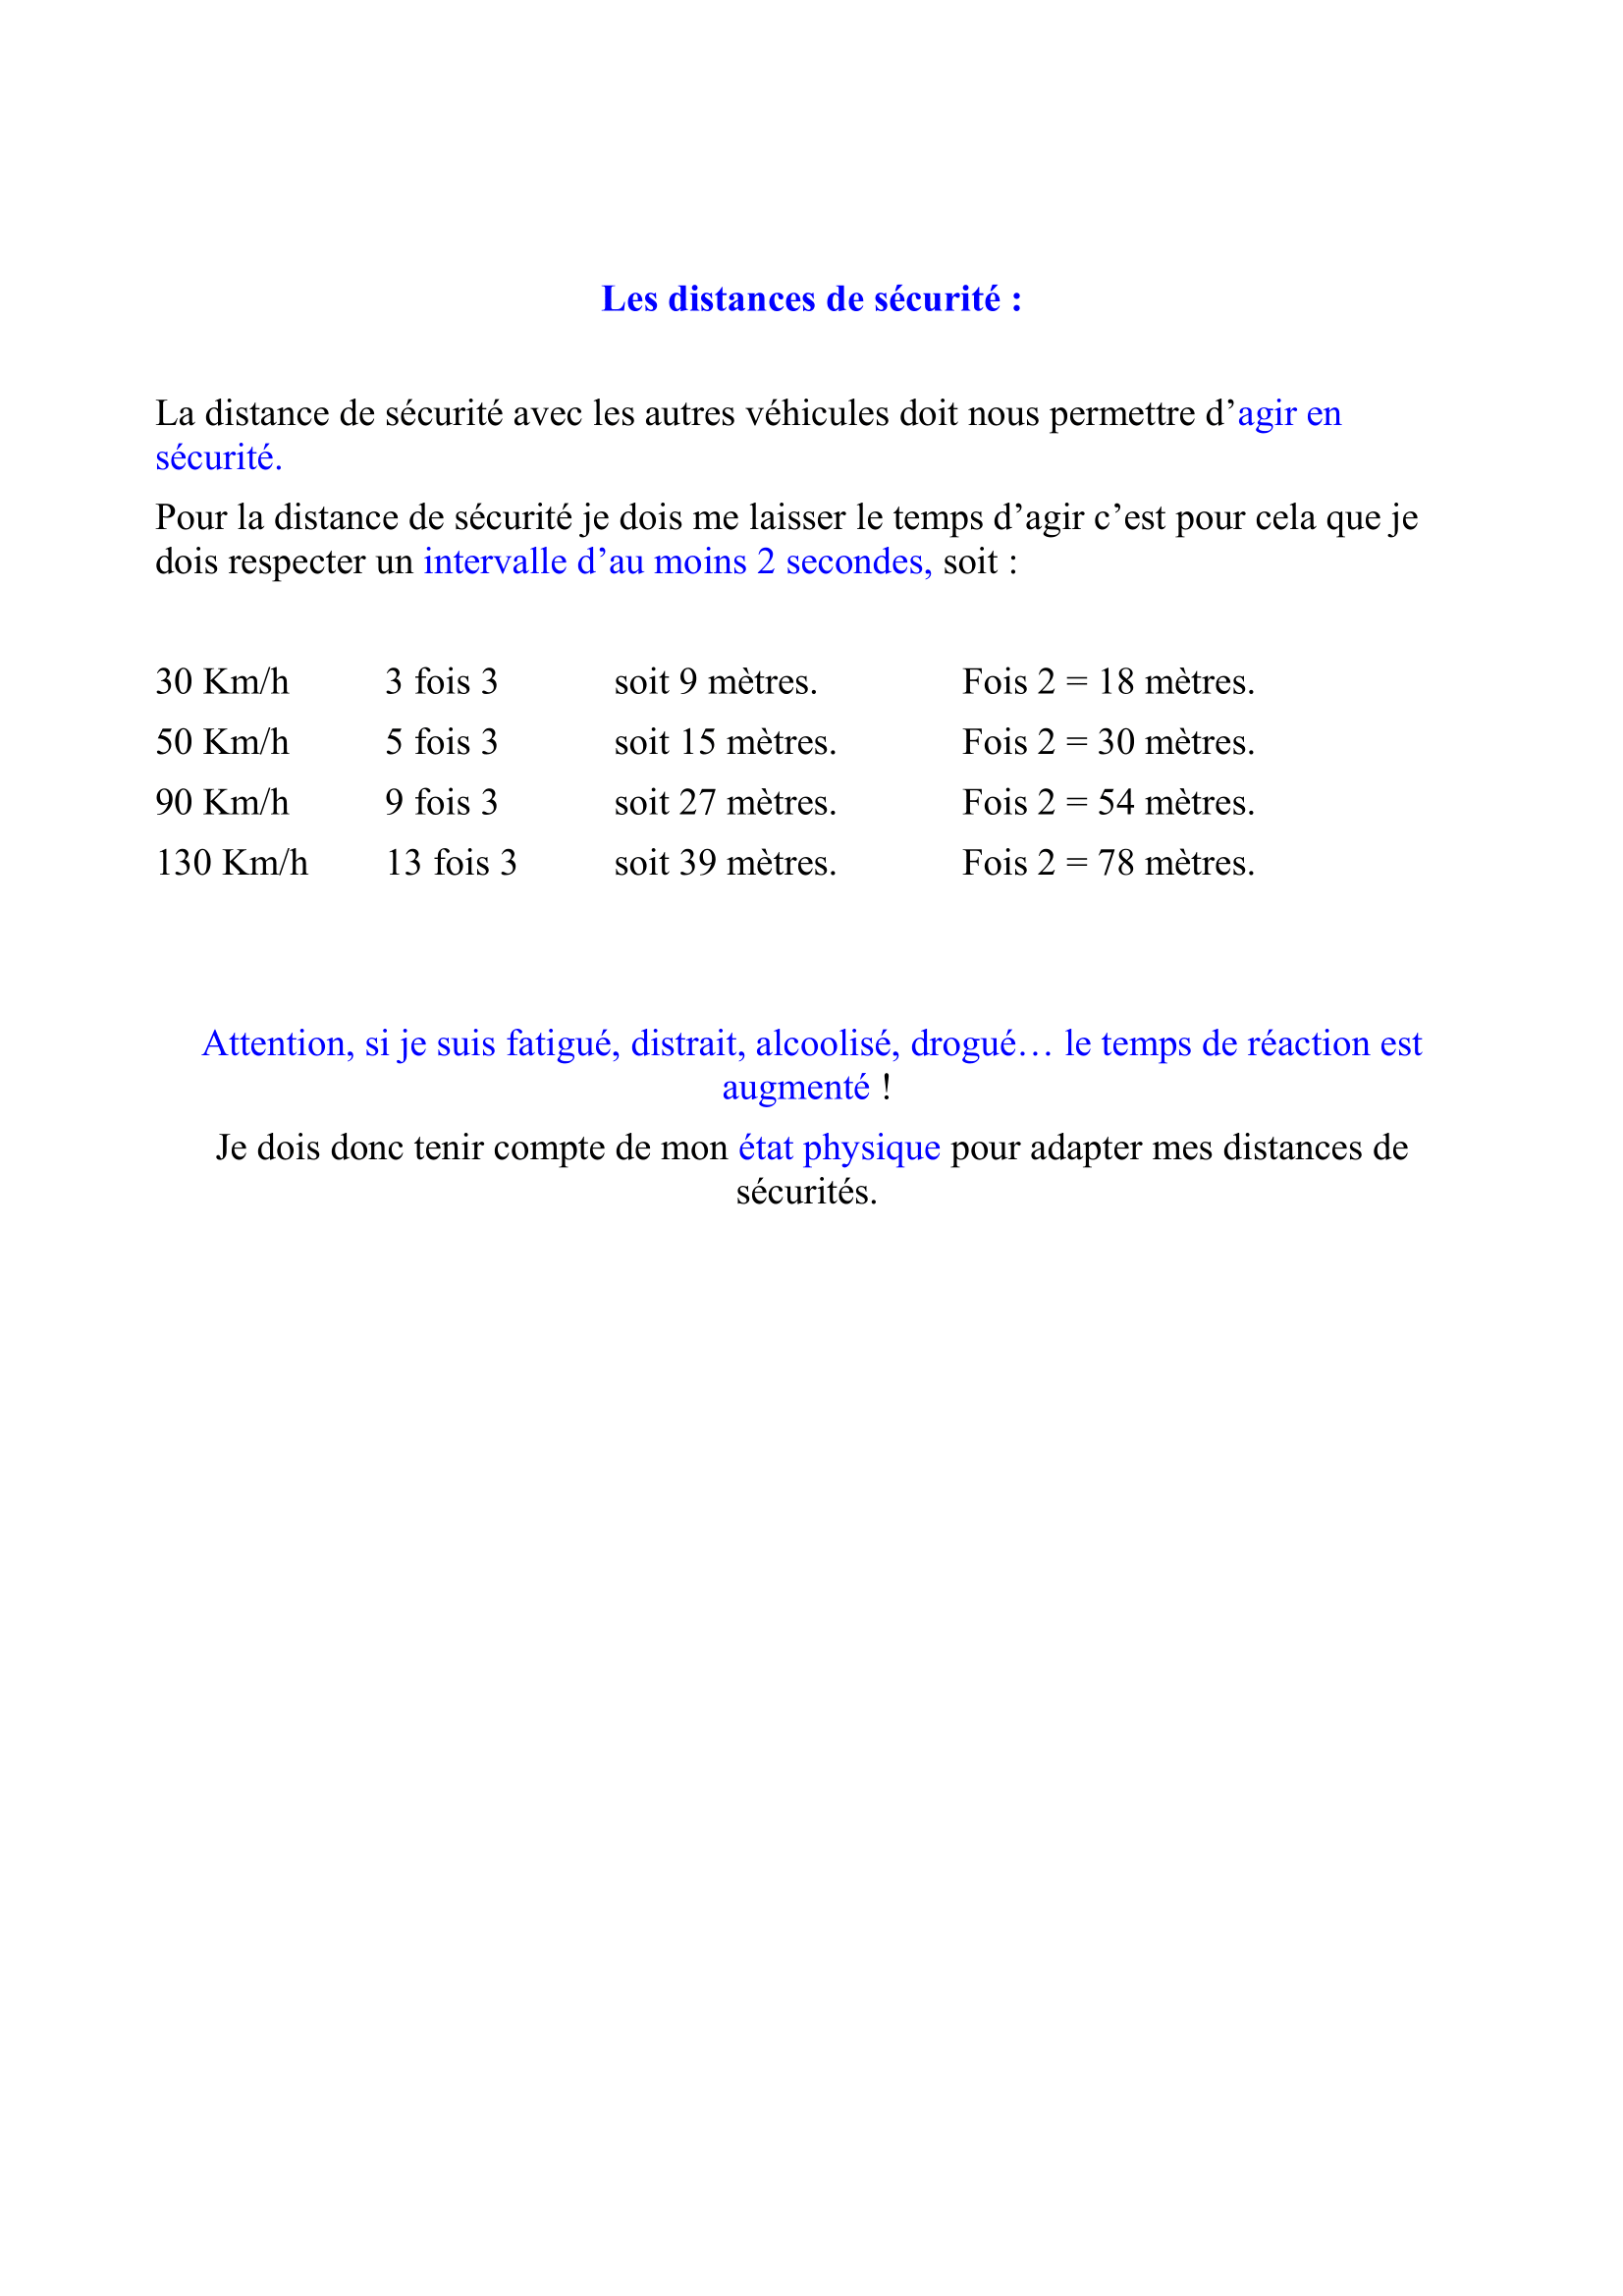 Les distances de sécurité :
La distance de sécurité avec les autres véhicules doit nous permettre d’agir en
sécurité.
Pour la distance de sécurité je dois me laisser le temps d’agir c’est pour cela que je
dois respecter un intervalle d’au moins 2 secondes, soit :
30 Km/h 3 fois 3 soit 9 mètres. Fois 2 = 18 mètres.
50 Km/h 5 fois 3 soit 15 mètres. Fois 2 = 30 mètres.
90 Km/h 9 fois 3 soit 27 mètres. Fois 2 = 54 mètres.
130 Km/h 13 fois 3 soit 39 mètres. Fois 2 = 78 mètres.
Attention, si je suis fatigué, distrait, alcoolisé, drogué… le temps de réaction est
augmenté !
Je dois donc tenir compte de mon état physique pour adapter mes distances de
sécurités.